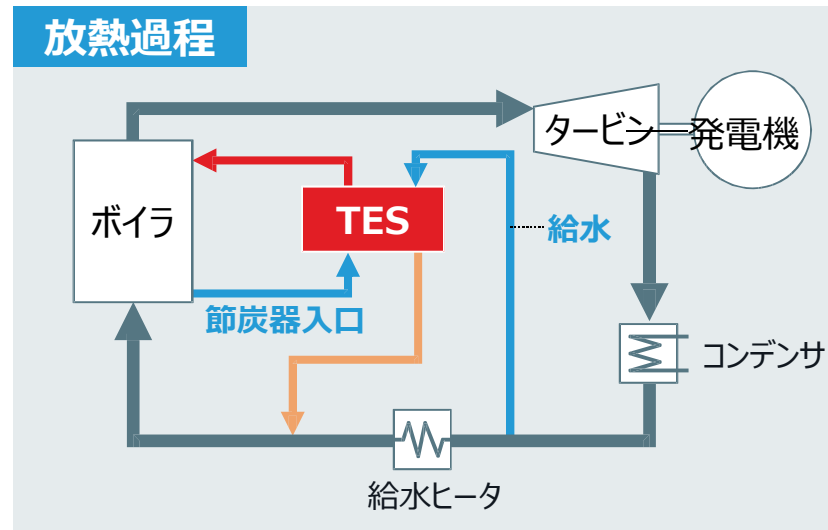 放熱過程
タービン
発電機
ボイラ
TES
給水
節炭器入口
コンデンサ
給水ヒータ